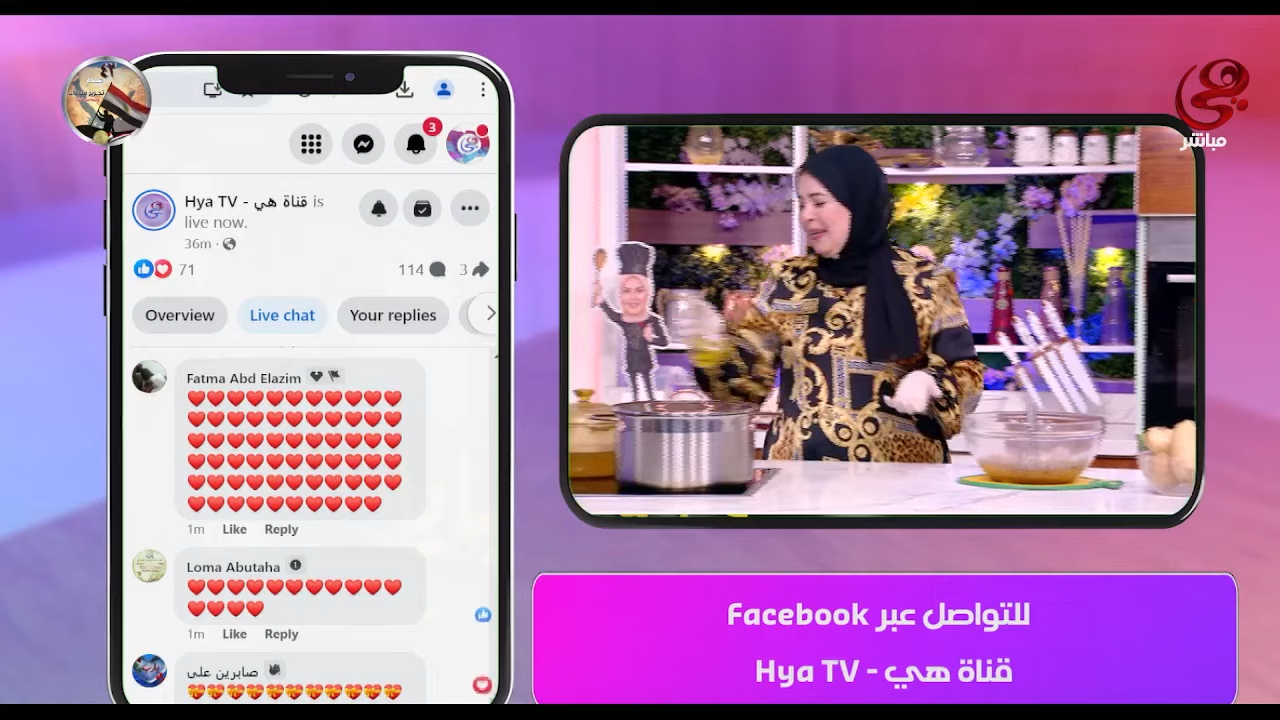 3
Hya TV - قناة هي is
live now.
36m
71
114
3
Overview
Live chat
Your replies
Fatma Abd Elazim
1m Like Reply
Loma Abutaha
1m Like Reply
صابرين على
مباشر
للتواصل عبر Facebook
قناة هي - Hya TV